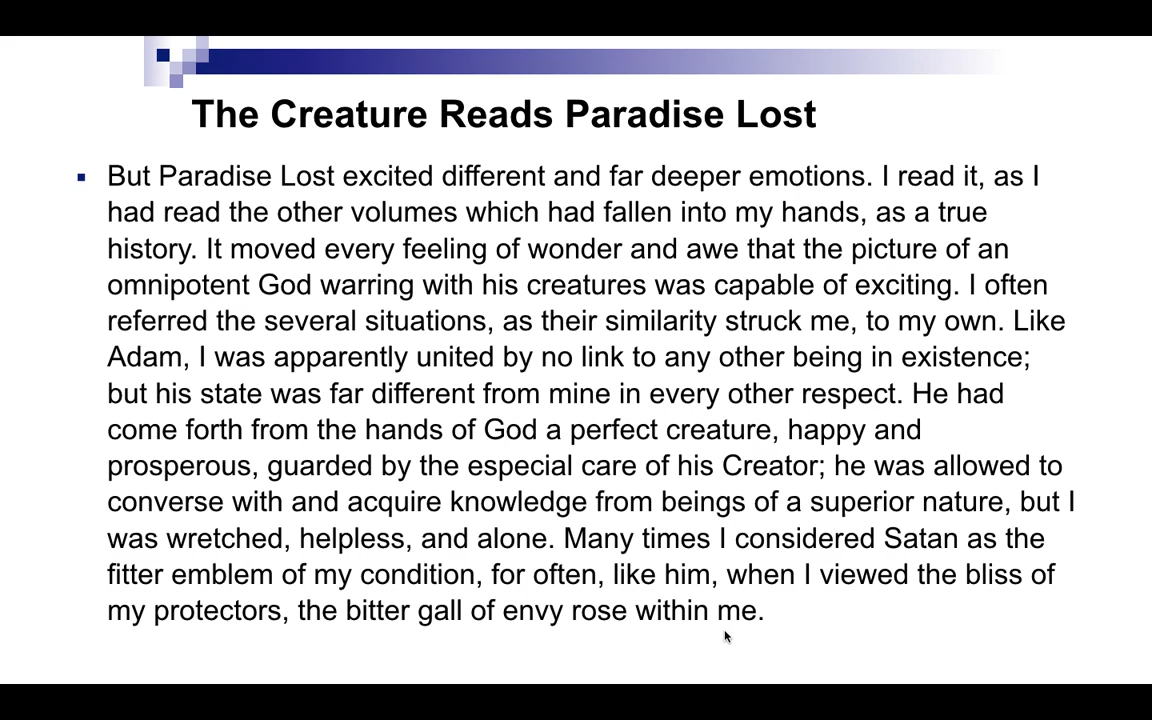 The Creature Reads Paradise Lost
But Paradise Lost excited different and far deeper emotions. I read it, as I
had read the other volumes which had fallen into my hands, as a true
history. It moved every feeling of wonder and awe that the picture of an
omnipotent God warring with his creatures was capable of exciting. I often
referred the several situations, as their similarity struck me, to my own. Like
Adam, I was apparently united by no link to any other being in existence;
but his state was far different from mine in every other respect. He had
come forth from the hands of God a perfect creature, happy and
prosperous, guarded by the especial care of his Creator; he was allowed to
converse with and acquire knowledge from beings of a superior nature, but I
was wretched, helpless, and alone. Many times I considered Satan as the
fitter emblem of my condition, for often, like him, when I viewed the bliss of
my protectors, the bitter gall of envy rose within me.